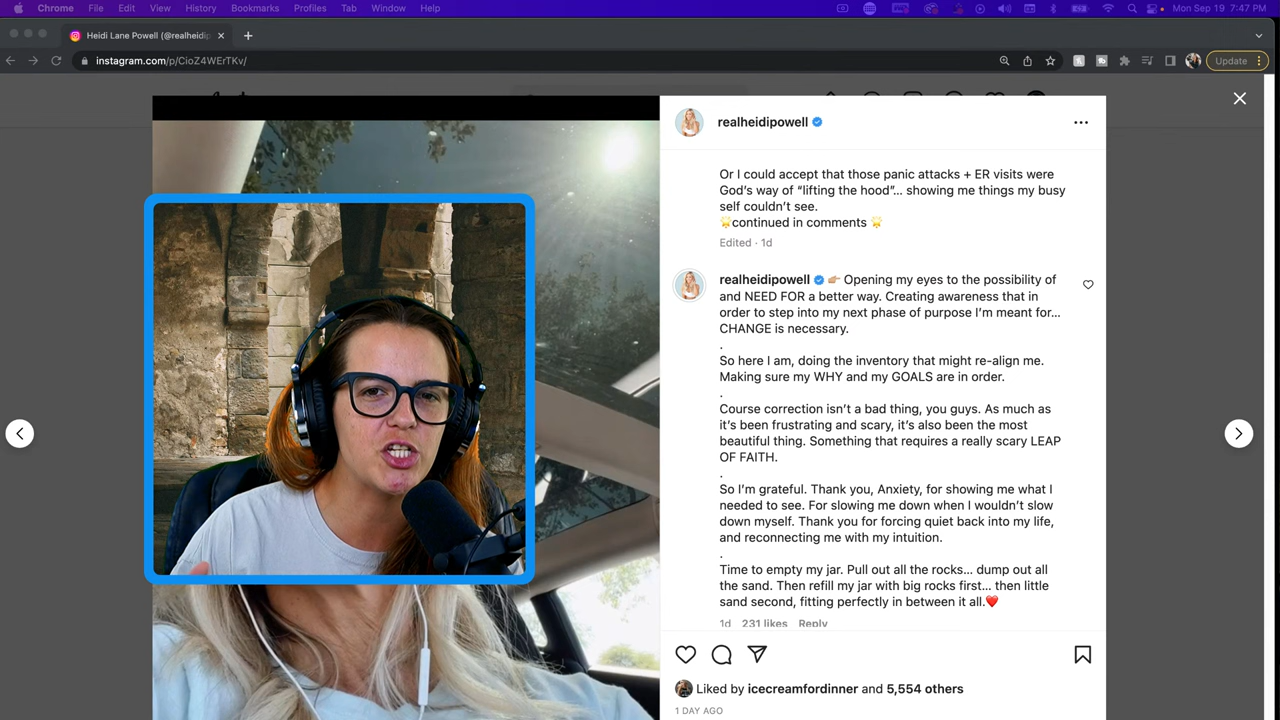 Chrome File Edit View History Bookmarks Profiles Tab Window Help Mon Sep 19 7:47 PM
Heidi Lane Powell (@realheidip
instagram.com/p/CioZ4WErTKv/
Update
realheidipowell
Or I could accept that those panic attacks + ER visits were
God’s way of “lifting the hood”... showing me things my busy
self couldn’t see.
🌟continued in comments 🌟
Edited · 1d
realheidipowell 👉🏼 Opening my eyes to the possibility of
and NEED FOR a better way. Creating awareness that in
order to step into my next phase of purpose I’m meant for...
CHANGE is necessary.
.
So here I am, doing the inventory that might re-align me.
Making sure my WHY and my GOALS are in order.
.
Course correction isn’t a bad thing, you guys. As much as
it’s been frustrating and scary, it’s also been the most
beautiful thing. Something that requires a really scary LEAP
OF FAITH.
.
So I’m grateful. Thank you, Anxiety, for showing me what I
needed to see. For slowing me down when I wouldn’t slow
down myself. Thank you for forcing quiet back into my life,
and reconnecting me with my intuition.
.
Time to empty my jar. Pull out all the rocks... dump out all
the sand. Then refill my jar with big rocks first... then little
sand second, fitting perfectly in between it all.❤️
1d 231 likes Reply
Liked by icecreamfordinner and 5,554 others
1 DAY AGO